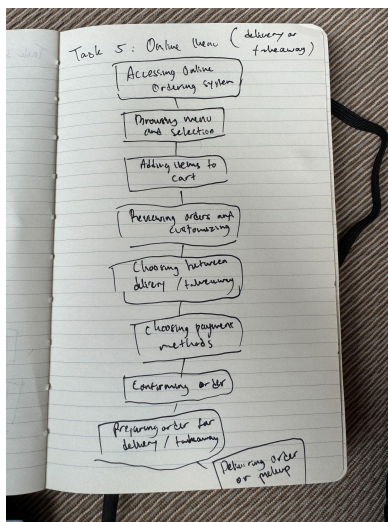 Task 5: Online Menu (delivery or
takeaway)
Accessing Online
Ordering system
Browsing menu
and selection
Adding items to
cart
Reviewing orders and
customizing
Choosing between
delivery / takeaway
Choosing payment
methods
Confirming order
Preparing order for
delivery / takeaway
Delivering order
or pickup